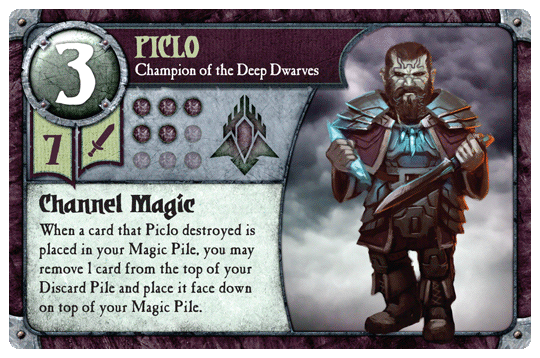 3
PICLO
Champion of the Deep Dwarves
7
Channel Magic
When a card that Piclo destroyed is
placed in your Magic Pile, you may
remove 1 card from the top of your
Discard Pile and place it face down
on top of your Magic Pile.